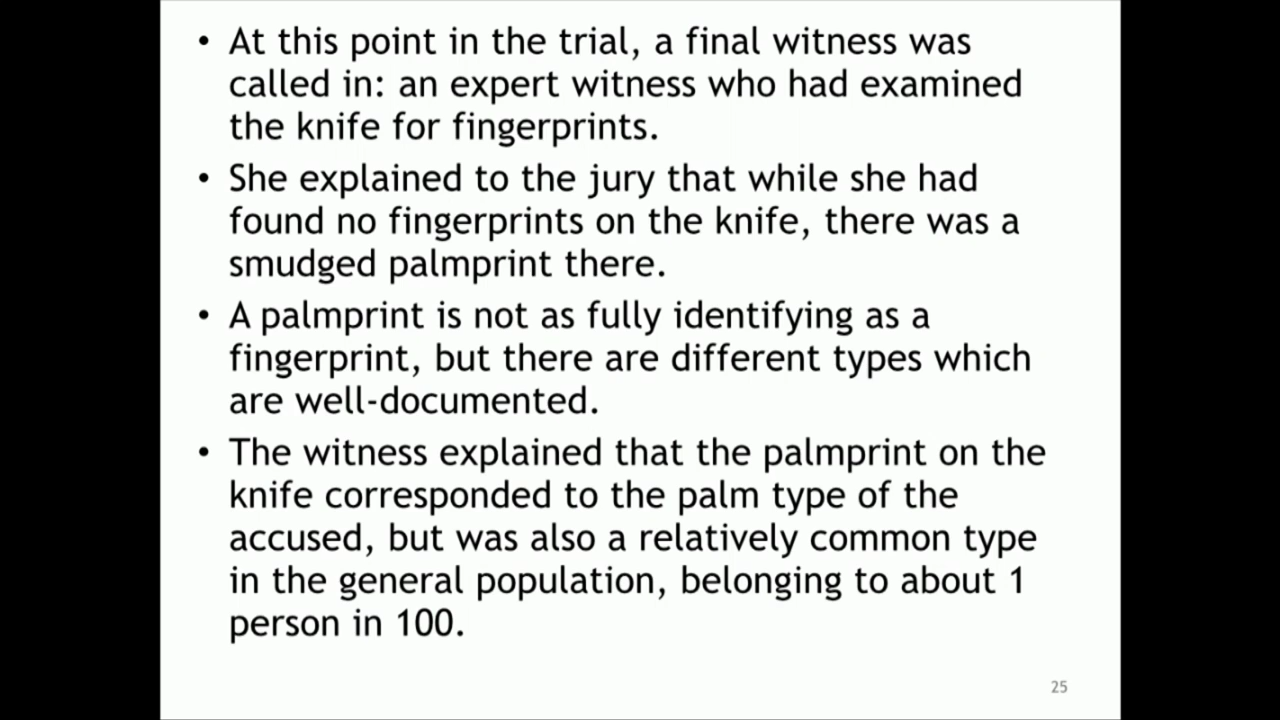 • At this point in the trial, a final witness was
called in: an expert witness who had examined
the knife for fingerprints.
• She explained to the jury that while she had
found no fingerprints on the knife, there was a
smudged palmprint there.
• A palmprint is not as fully identifying as a
fingerprint, but there are different types which
are well-documented.
• The witness explained that the palmprint on the
knife corresponded to the palm type of the
accused, but was also a relatively common type
in the general population, belonging to about 1
person in 100.
25